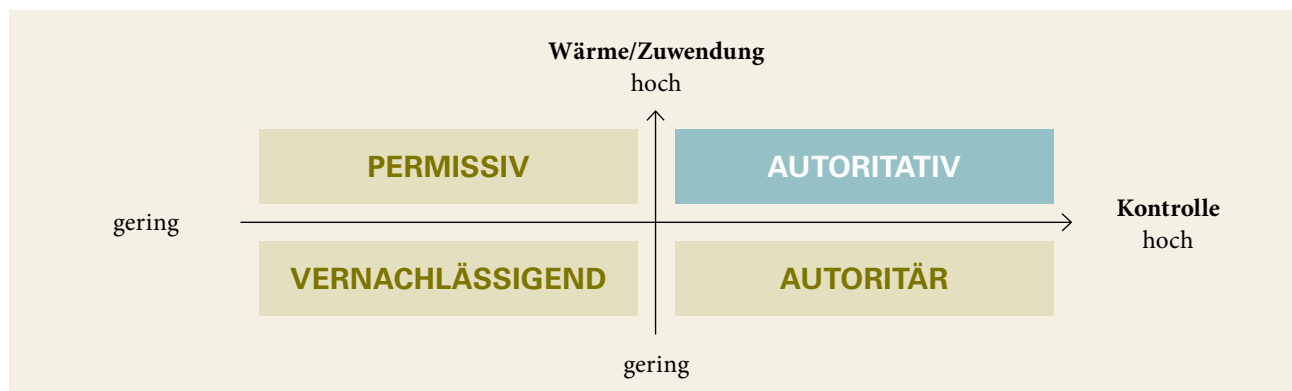 Wärme/Zuwendung
hoch
PERMISSIV
AUTORITATIV
gering
Kontrolle
hoch
VERNACHLÄSSIGEND
AUTORITÄR
gering